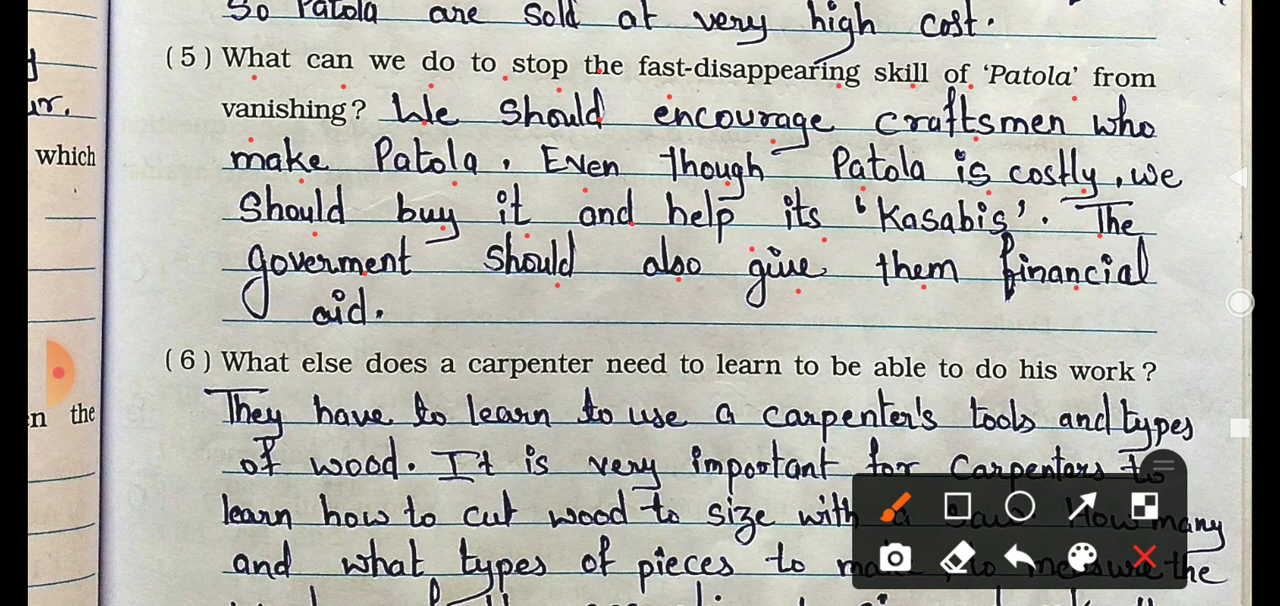 So Patola are sold at very high cost.
(5) What can we do to stop the fast-disappearing skill of 'Patola' from
ur.
vanishing? We should encourage craftsmen who
which
make Patola. Even though Patola is costly, we
should buy it and help its 'Kasabis'. The
goverment should also give them financial
aid.
(6) What else does a carpenter need to learn to be able to do his work?
n the
They have to learn to use a carpenter's tools and types
of wood. It is very important for carpenters to
learn how to cut wood to size with a saw. How many
and what types of pieces to make, to measure the